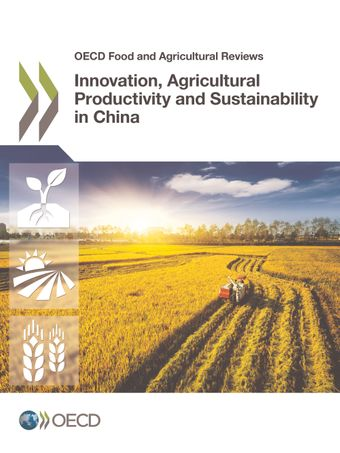 OECD Food and Agricultural Reviews
Innovation, Agricultural
Productivity and Sustainability
in China
OECD